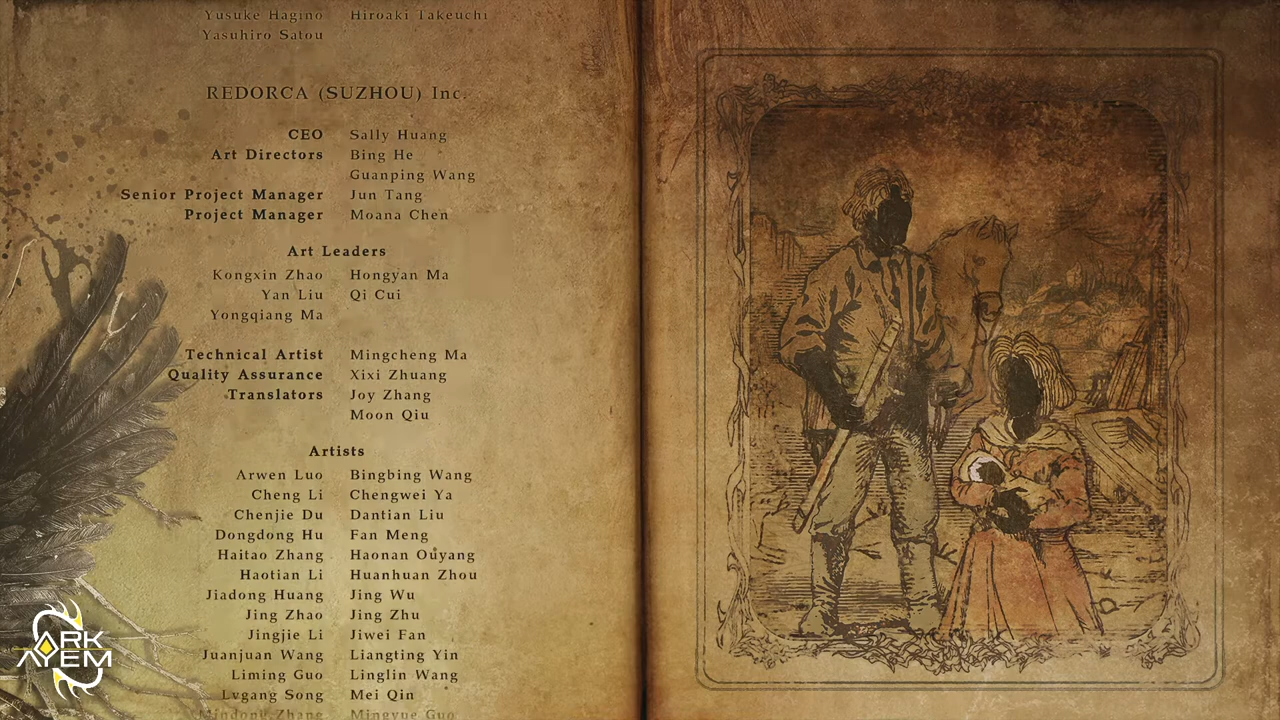 Yusuke Hagino Hiroaki Takeuchi
Yasuhiro Satou
REDORCA (SUZHOU) Inc.
CEO Sally Huang
Art Directors Bing He
Guanping Wang
Senior Project Manager Jun Tang
Project Manager Moana Chen
Art Leaders
Kongxin Zhao Hongyan Ma
Yan Liu Qi Cui
Yongqiang Ma
Technical Artist Mingcheng Ma
Quality Assurance Xixi Zhuang
Translators Joy Zhang
Moon Qiu
Artists
Arwen Luo Bingbing Wang
Cheng Li Chengwei Ya
Chenjie Du Dantian Liu
Dongdong Hu Fan Meng
Haitao Zhang Haonan Ouyang
Haotian Li Huanhuan Zhou
Jiadong Huang Jing Wu
Jing Zhao Jing Zhu
Jingjie Li Jiwei Fan
Juanjuan Wang Liangting Yin
Liming Guo Linglin Wang
Lvgang Song Mei Qin
Mindong Zhang Mingyue Guo
ARK
AYEM